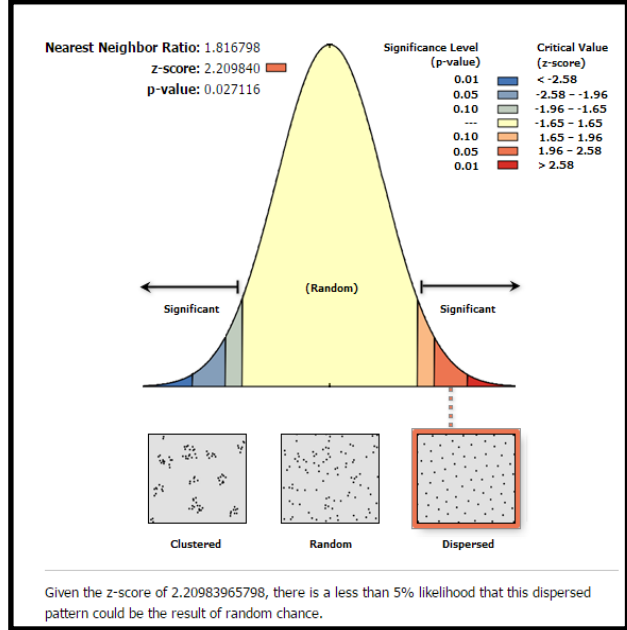 Nearest Neighbor Ratio: 1.816798
z-score: 2.209840
p-value: 0.027116
Significance Level
(p-value)
Critical Value
(z-score)
0.01 < -2.58
0.05 -2.58 – -1.96
0.10 -1.96 – -1.65
--- -1.65 – 1.65
0.10 1.65 – 1.96
0.05 1.96 – 2.58
0.01 > 2.58
Significant
(Random)
Significant
Clustered
Random
Dispersed
Given the z-score of 2.20983965798, there is a less than 5% likelihood that this dispersed
pattern could be the result of random chance.